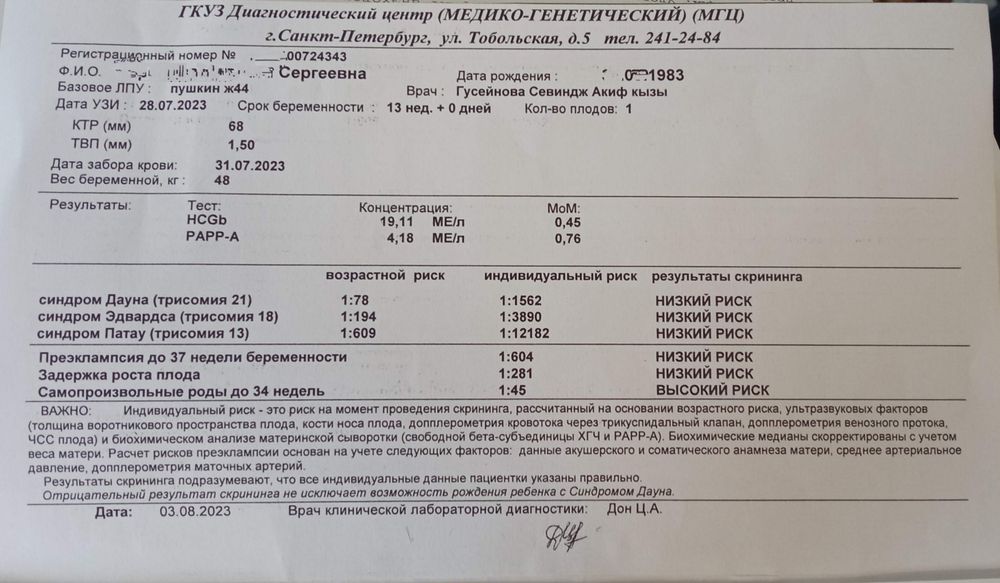 ГКУЗ Диагностический центр (МЕДИКО-ГЕНЕТИЧЕСКИЙ) (МГЦ)
г.Санкт-Петербург, ул. Тобольская, д.5 тел. 241-24-84
Регистрационный номер № 00724343
Ф.И.О. Сергеевна Дата рождения : 1983
Базовое ЛПУ : пушкин ж44 Врач : Гусейнова Севиндж Акиф кызы
Дата УЗИ : 28.07.2023 Срок беременности : 13 нед. + 0 дней Кол-во плодов: 1
КТР (мм) 68
ТВП (мм) 1,50
Дата забора крови: 31.07.2023
Вес беременной, кг : 48
Результаты: Тест: Концентрация: МоМ:
HCGb 19,11 МЕ/л 0,45
PAPP-A 4,18 МЕ/л 0,76
возрастной риск индивидуальный риск результаты скрининга
синдром Дауна (трисомия 21) 1:78 1:1562 НИЗКИЙ РИСК
синдром Эдвардса (трисомия 18) 1:194 1:3890 НИЗКИЙ РИСК
синдром Патау (трисомия 13) 1:609 1:12182 НИЗКИЙ РИСК
Преэклампсия до 37 недели беременности 1:604 НИЗКИЙ РИСК
Задержка роста плода 1:281 НИЗКИЙ РИСК
Самопроизвольные роды до 34 недель 1:45 ВЫСОКИЙ РИСК
ВАЖНО: Индивидуальный риск - это риск на момент проведения скрининга, рассчитанный на основании возрастного риска, ультразвуковых факторов
(толщина воротникового пространства плода, кости носа плода, допплерометрия кровотока через трикуспидальный клапан, допплерометрия венозного протока,
ЧСС плода) и биохимическом анализе материнской сыворотки (свободной бета-субъединицы ХГЧ и PAPP-A). Биохимические медианы скорректированы с учетом
веса матери. Расчет рисков преэклампсии основан на учете следующих факторов: данные акушерского и соматического анамнеза матери, среднее артериальное
давление, допплерометрия маточных артерий.
Результаты скрининга подразумевают, что все индивидуальные данные пациентки указаны правильно.
Отрицательный результат скрининга не исключает возможность рождения ребенка с Синдромом Дауна.
Дата: 03.08.2023 Врач клинической лабораторной диагностики: Дон Ц.А.